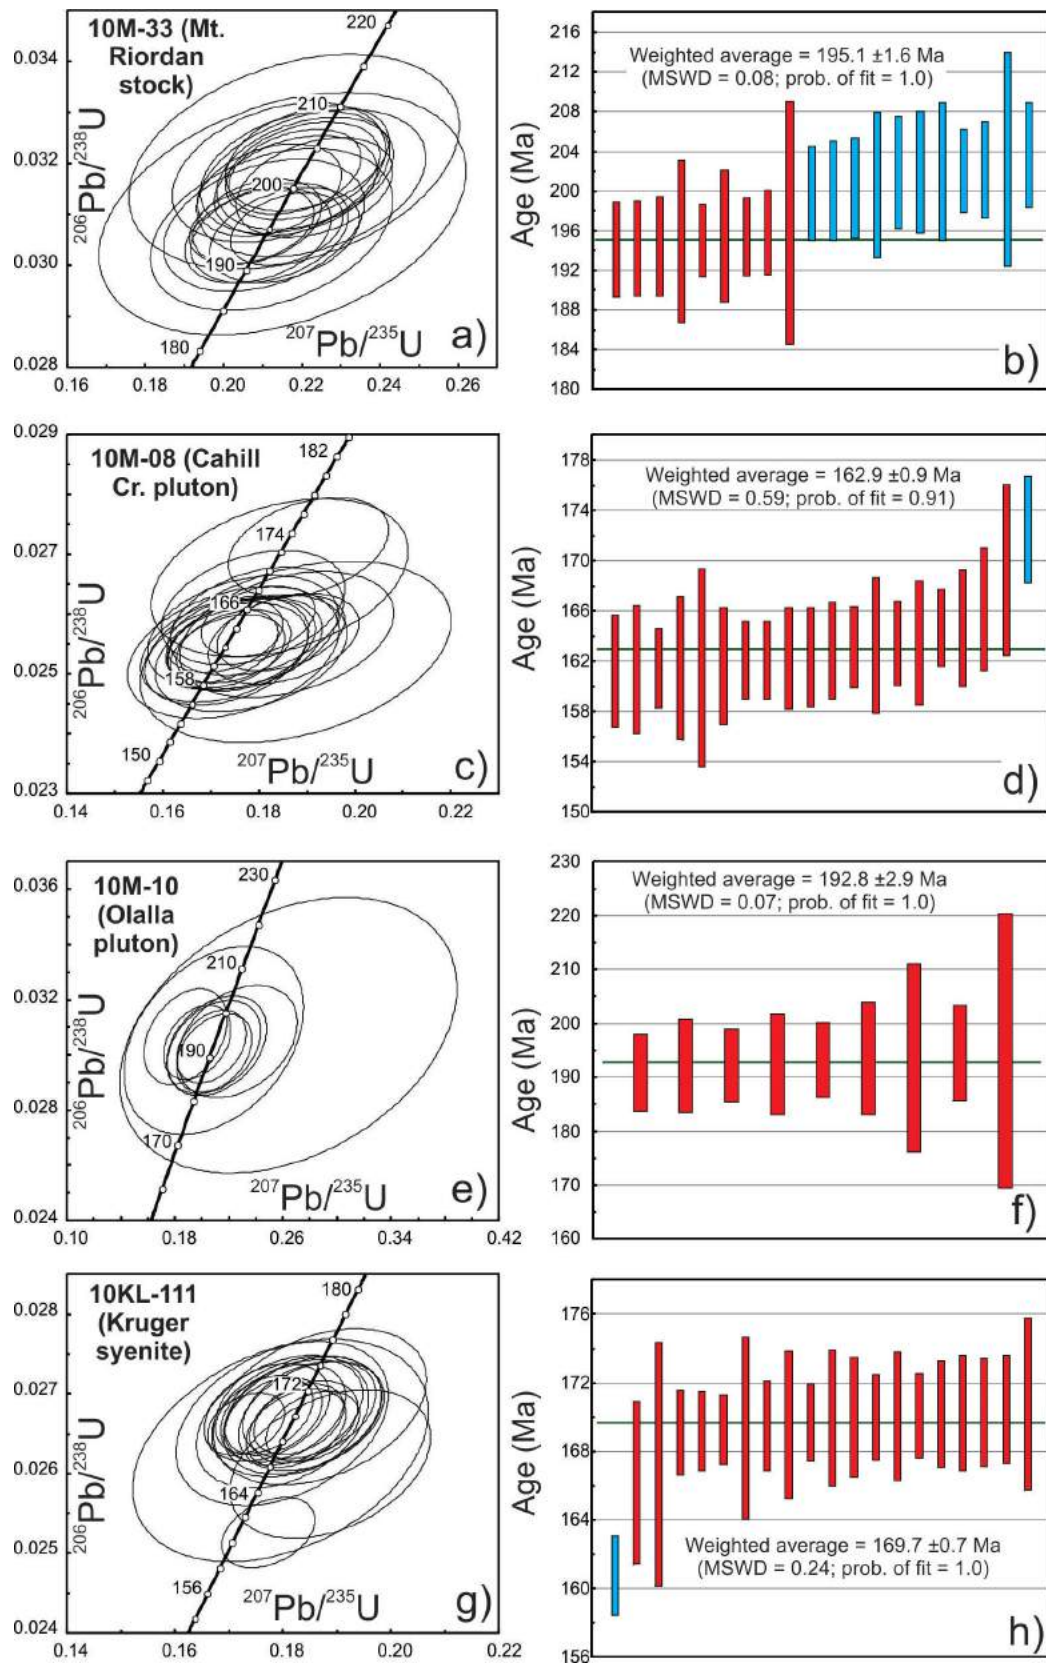 10M-33 (Mt.
Riordan
stock)
220
210
200
190
180
0.034
0.032
0.030
0.028
206Pb/238U
207Pb/235U
a)
0.16
0.18
0.20
0.22
0.24
0.26
216
212
208
204
200
196
192
188
184
180
Age (Ma)
Weighted average = 195.1 ±1.6 Ma
(MSWD = 0.08; prob. of fit = 1.0)
b)
10M-08 (Cahill
Cr. pluton)
182
174
166
158
150
0.029
0.027
0.025
0.023
206Pb/238U
207Pb/235U
c)
0.14
0.16
0.18
0.20
0.22
178
174
170
166
162
158
154
150
Age (Ma)
Weighted average = 162.9 ±0.9 Ma
(MSWD = 0.59; prob. of fit = 0.91)
d)
10M-10
(Olalla
pluton)
230
210
190
170
0.036
0.032
0.028
0.024
206Pb/238U
207Pb/235U
e)
0.10
0.18
0.26
0.34
0.42
230
220
210
200
190
180
170
160
Age (Ma)
Weighted average = 192.8 ±2.9 Ma
(MSWD = 0.07; prob. of fit = 1.0)
f)
10KL-111
(Kruger
syenite)
180
172
164
156
0.028
0.027
0.026
0.025
0.024
206Pb/238U
207Pb/235U
g)
0.14
0.16
0.18
0.20
0.22
176
172
168
164
160
156
Age (Ma)
Weighted average = 169.7 ±0.7 Ma
(MSWD = 0.24; prob. of fit = 1.0)
h)